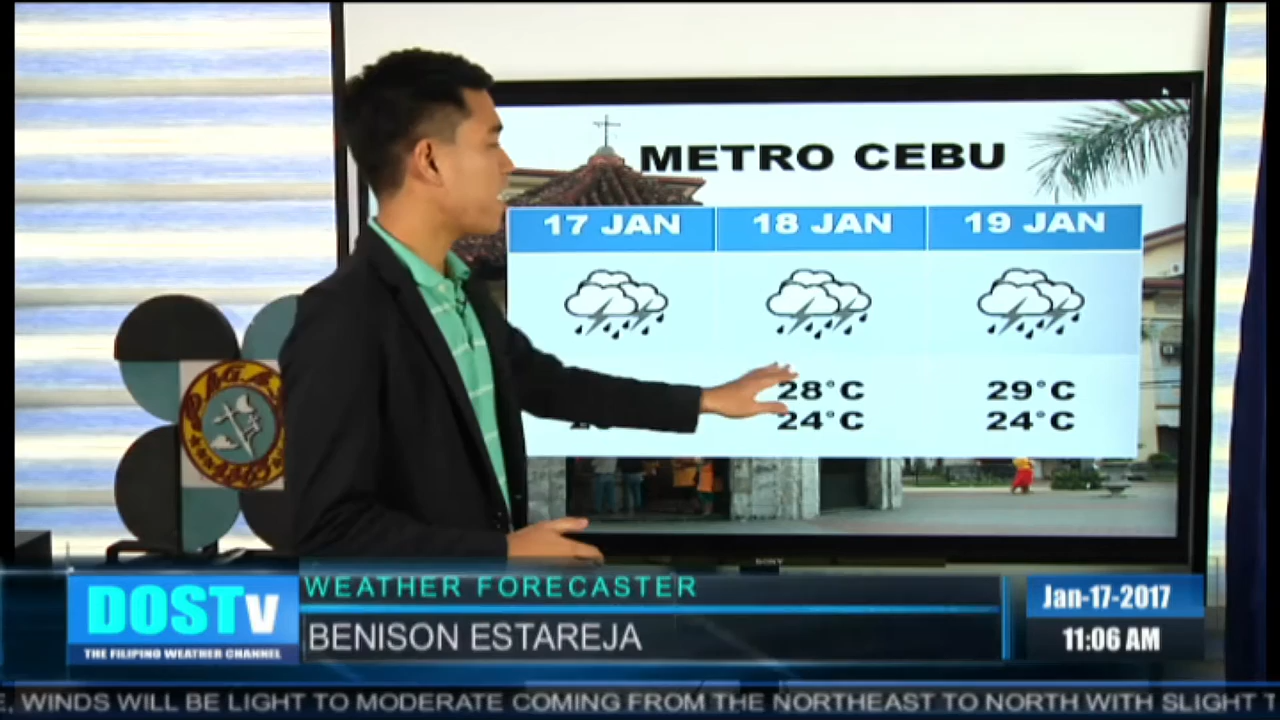 METRO CEBU
17 JAN 18 JAN 19 JAN
28°C 29°C
24°C 24°C
SONY
WEATHER FORECASTER
BENISON ESTAREJA
DOSTv
THE FILIPINO WEATHER CHANNEL
Jan-17-2017
11:06 AM
E, WINDS WILL BE LIGHT TO MODERATE COMING FROM THE NORTHEAST TO NORTH WITH SLIGHT T